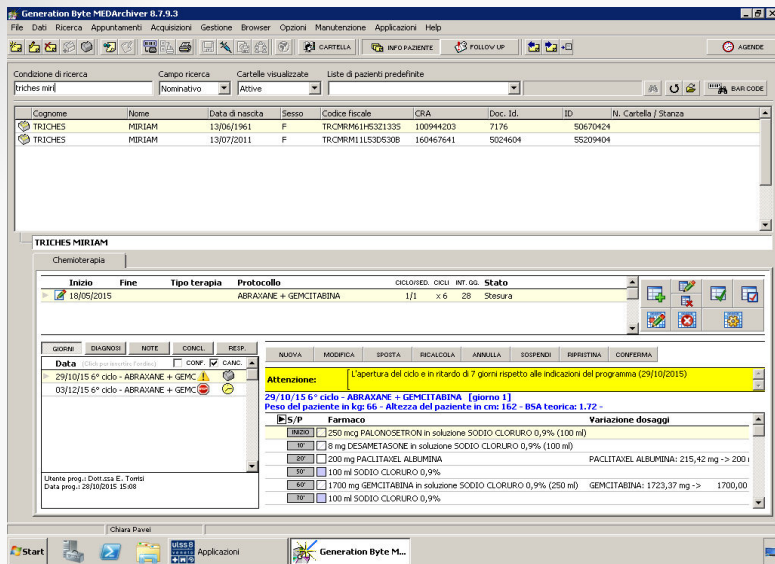 Generation Byte MEDArchiver 8.7.9.3
File Dati Ricerca Appuntamenti Acquisizioni Gestione Browser Opzioni Manutenzione Applicazioni Help
CARTELLA INFO PAZIENTE FOLLOW UP AGENDE
Condizione di ricerca Campo ricerca Cartelle visualizzate Liste di pazienti predefinite
triches miri Nominativo Attive BAR CODE
Cognome Nome Data di nascita Sesso Codice fiscale CRA Doc. Id. ID N. Cartella / Stanza
TRICHES MIRIAM 13/06/1961 F TRCMRM61H53Z133S 100944203 7176 50670424
TRICHES MIRIAM 13/07/2011 F TRCMRM11L53D530B 160467641 5024604 55209404
TRICHES MIRIAM
Chemioterapia
Inizio Fine Tipo terapia Protocollo CICLO/SED. CICLI INT. GG. Stato
18/05/2015 ABRAXANE + GEMCITABINA 1/1 x 6 28 Stesura
GIORNI DIAGNOSI NOTE CONCL. RESP.
NUOVA MODIFICA SPOSTA RICALCOLA ANNULLA SOSPENDI RIPRISTINA CONFERMA
Data CONF. CANC.
29/10/15 6° ciclo - ABRAXANE + GEMC
03/12/15 6° ciclo - ABRAXANE + GEMC
Utente prog.: Dott.ssa E. Torrisi
Data prog.: 28/10/2015 15:08
Attenzione: L'apertura del ciclo e in ritardo di 7 giorni rispetto alle indicazioni del programma (29/10/2015)
29/10/15 6° ciclo - ABRAXANE + GEMCITABINA [giorno 1]
Peso del paziente in kg: 66 - Altezza del paziente in cm: 162 - BSA teorica: 1.72 -
S/P Farmaco Variazione dosaggi
INIZIO 250 mcg PALONOSETRON in soluzione SODIO CLORURO 0,9% (100 ml)
10' 8 mg DESAMETASONE in soluzione SODIO CLORURO 0,9% (100 ml)
20' 200 mg PACLITAXEL ALBUMINA PACLITAXEL ALBUMINA: 215,42 mg -> 200
50' 100 ml SODIO CLORURO 0,9%
60' 1700 mg GEMCITABINA in soluzione SODIO CLORURO 0,9% (250 ml) GEMCITABINA: 1723,37 mg -> 1700,00
70' 100 ml SODIO CLORURO 0,9%
Chiara Pavei
Start ulss8 Applicazioni Generation Byte M...